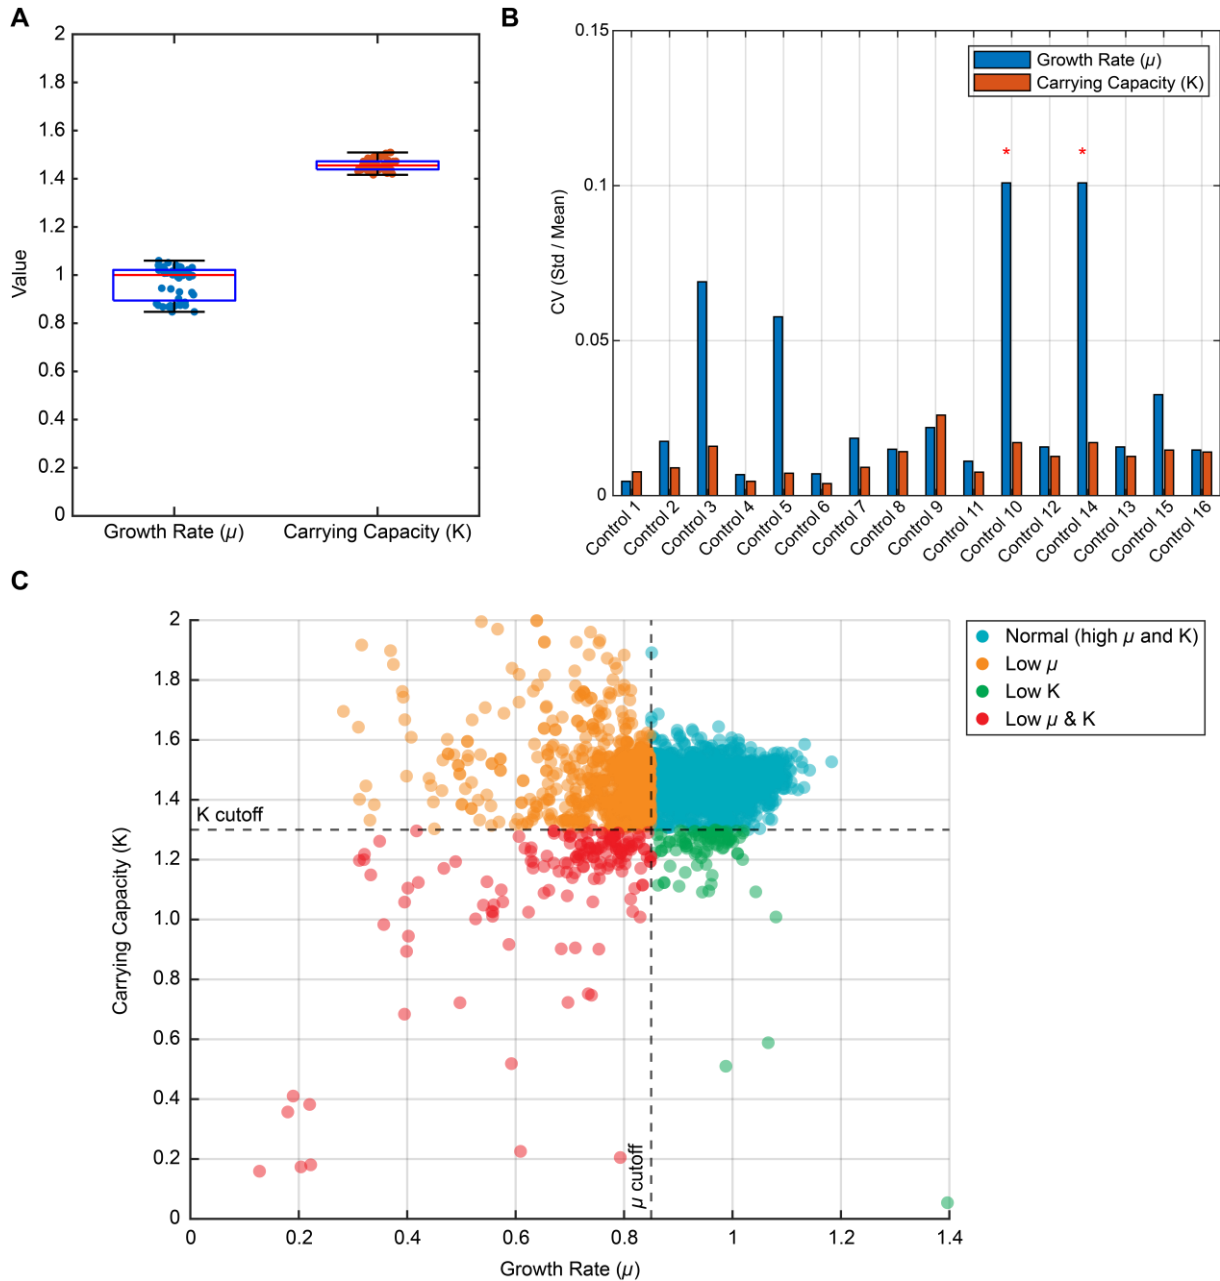 A
2
1.8
1.6
1.4
1.2
1
0.8
0.6
0.4
0.2
0
Value
Growth Rate (µ)
Carrying Capacity (K)
B
0.15
0.1
0.05
0
CV (Std / Mean)
Growth Rate (µ)
Carrying Capacity (K)
*
*
Control 1
Control 2
Control 3
Control 4
Control 5
Control 6
Control 7
Control 8
Control 9
Control 11
Control 10
Control 12
Control 14
Control 13
Control 15
Control 16
C
2
1.8
1.6
1.4
1.2
1.0
0.8
0.6
0.4
0.2
0
Carrying Capacity (K)
K cutoff
µ cutoff
0
0.2
0.4
0.6
0.8
1
1.2
1.4
Growth Rate (µ)
Normal (high µ and K)
Low µ
Low K
Low µ & K